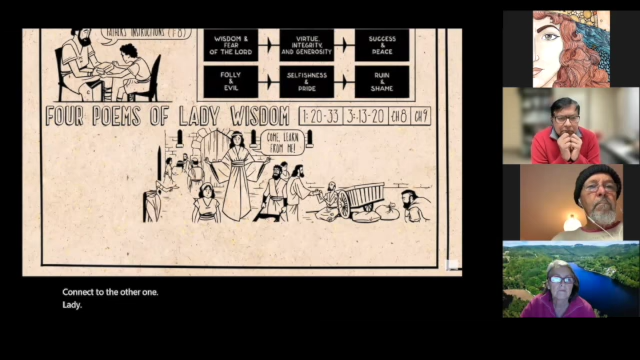 FATHER'S
INSTRUCTIONS (1-8)
WISDOM &
FEAR
OF THE LORD
VIRTUE,
INTEGRITY,
AND GENEROSITY
SUCCESS
&
PEACE
FOLLY
&
EVIL
SELFISHNESS
&
PRIDE
RUIN
&
SHAME
FOUR POEMS OF LADY WISDOM 1:20-33 3:13-20 CH 8 CH 9
COME, LEARN
FROM ME!
Connect to the other one.
Lady.